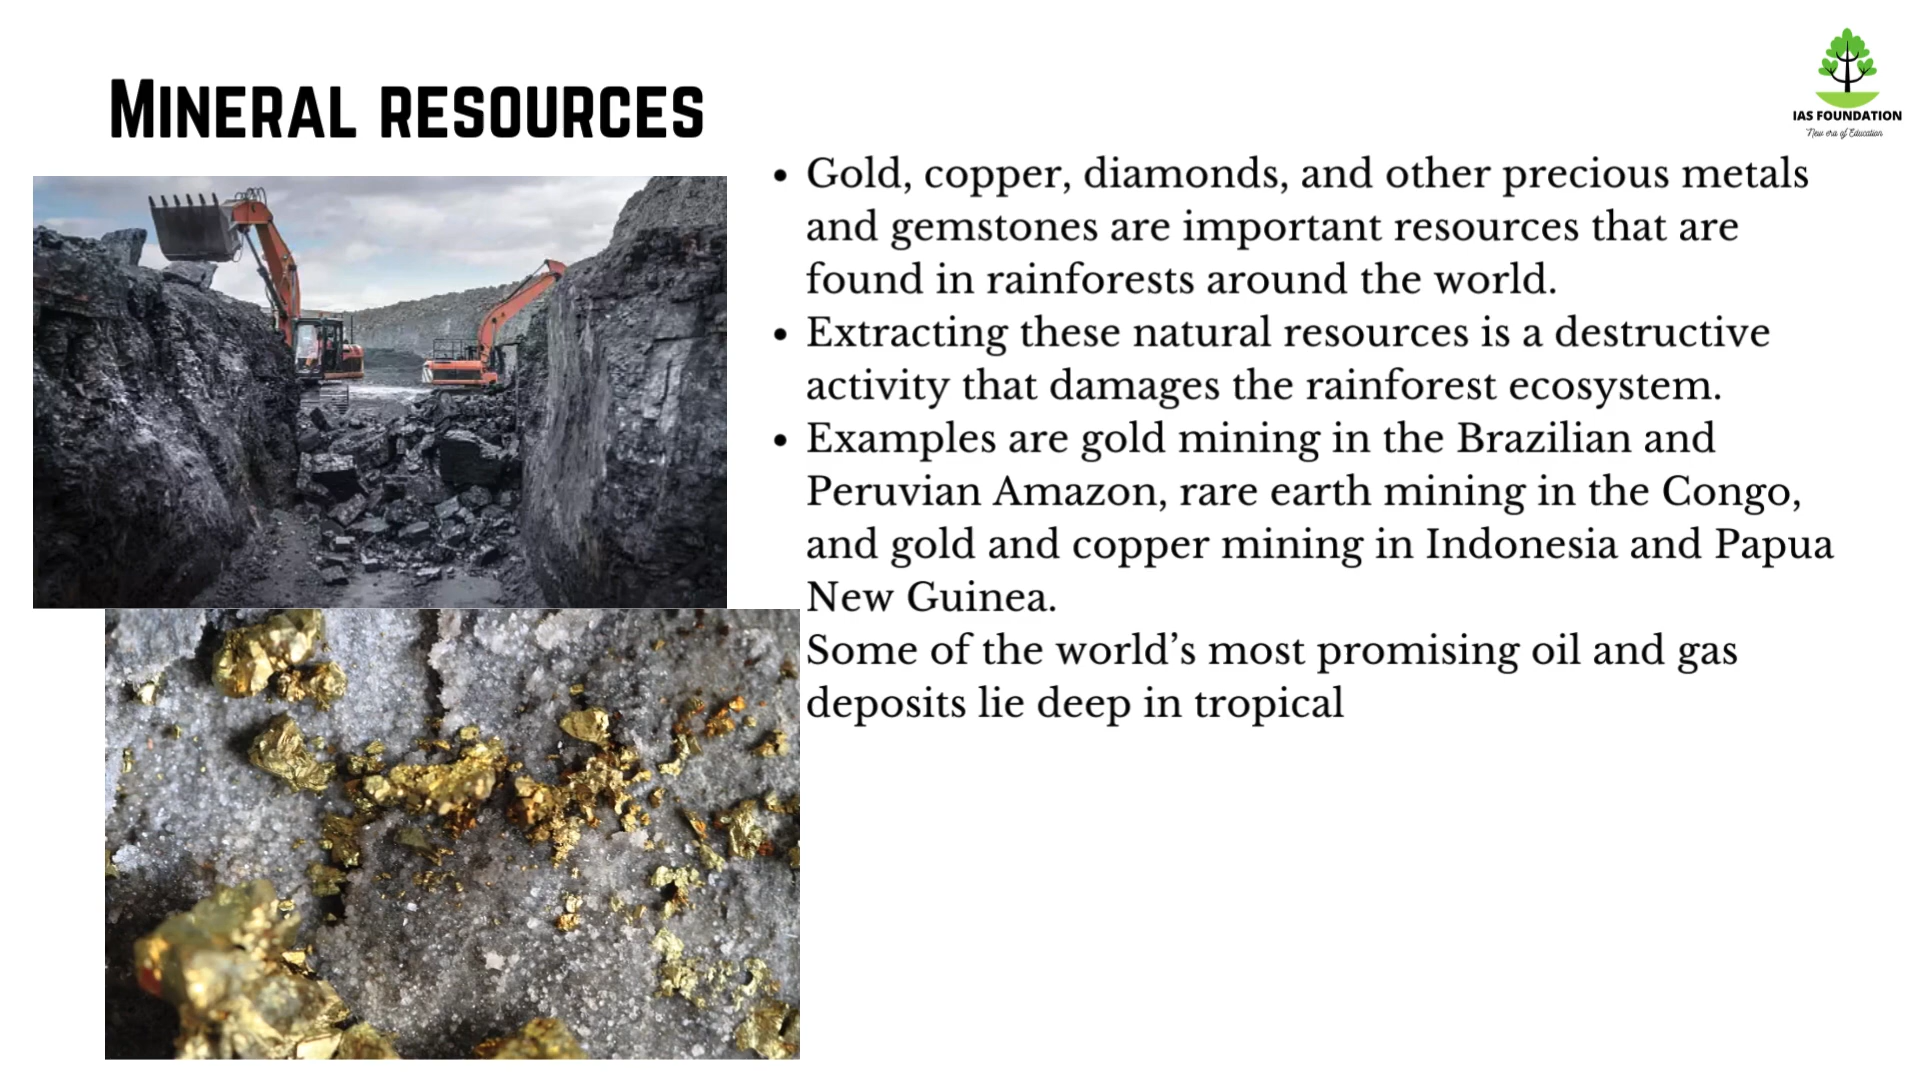 MINERAL RESOURCES
IAS FOUNDATION
New era of Education
• Gold, copper, diamonds, and other precious metals
and gemstones are important resources that are
found in rainforests around the world.
• Extracting these natural resources is a destructive
activity that damages the rainforest ecosystem.
• Examples are gold mining in the Brazilian and
Peruvian Amazon, rare earth mining in the Congo,
and gold and copper mining in Indonesia and Papua
New Guinea.
Some of the world’s most promising oil and gas
deposits lie deep in tropical